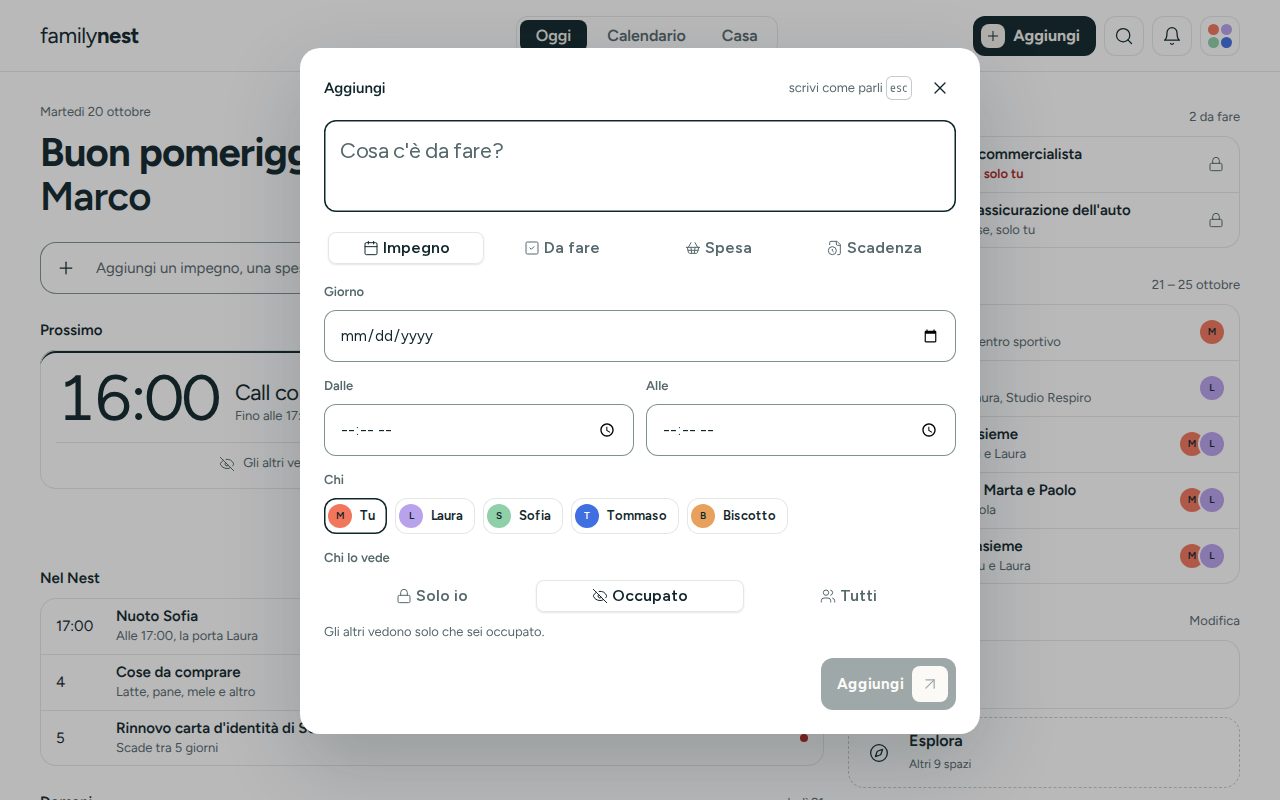 familynest
Oggi
Calendario
Casa
Aggiungi
Martedì 20 ottobre
Buon pomerigg
Marco
Aggiungi un impegno, una spe
Prossimo
16:00
Call co
Fino alle 17:
Gli altri ve
Nel Nest
17:00
Nuoto Sofia
Alle 17:00, la porta Laura
4
Cose da comprare
Latte, pane, mele e altro
5
Rinnovo carta d'identità di S
Scade tra 5 giorni
Aggiungi
scrivi come parli esc
Cosa c'è da fare?
Impegno
Da fare
Spesa
Scadenza
Giorno
mm/dd/yyyy
Dalle
Alle
--:-- --
--:-- --
Chi
M Tu
L Laura
S Sofia
T Tommaso
B Biscotto
Chi lo vede
Solo io
Occupato
Tutti
Gli altri vedono solo che sei occupato.
Aggiungi
2 da fare
commercialista
solo tu
assicurazione dell'auto
se, solo tu
21 – 25 ottobre
entro sportivo
M
L
aura, Studio Respiro
sieme
e Laura
M L
Marta e Paolo
ola
M L
nsieme
u e Laura
M L
Modifica
Esplora
Altri 9 spazi